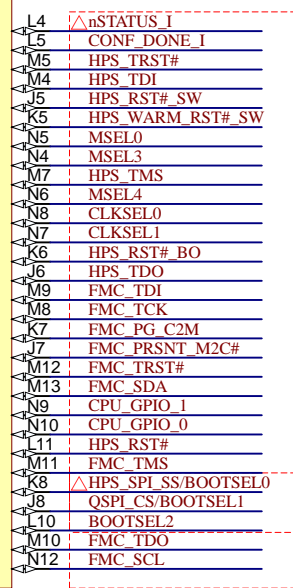 L4 nSTATUS_I
L5 CONF_DONE_I
M5 HPS_TRST#
M4 HPS_TDI
J5 HPS_RST#_SW
K5 HPS_WARM_RST#_SW
N5 MSEL0
N4 MSEL3
M7 HPS_TMS
N6 MSEL4
N8 CLKSEL0
N7 CLKSEL1
K6 HPS_RST#_BO
J6 HPS_TDO
M9 FMC_TDI
M8 FMC_TCK
K7 FMC_PG_C2M
J7 FMC_PRSNT_M2C#
M12 FMC_TRST#
M13 FMC_SDA
N9 CPU_GPIO_1
N10 CPU_GPIO_0
L11 HPS_RST#
M11 FMC_TMS
K8 HPS_SPI_SS/BOOTSEL0
J8 QSPI_CS/BOOTSEL1
L10 BOOTSEL2
M10 FMC_TDO
N12 FMC_SCL